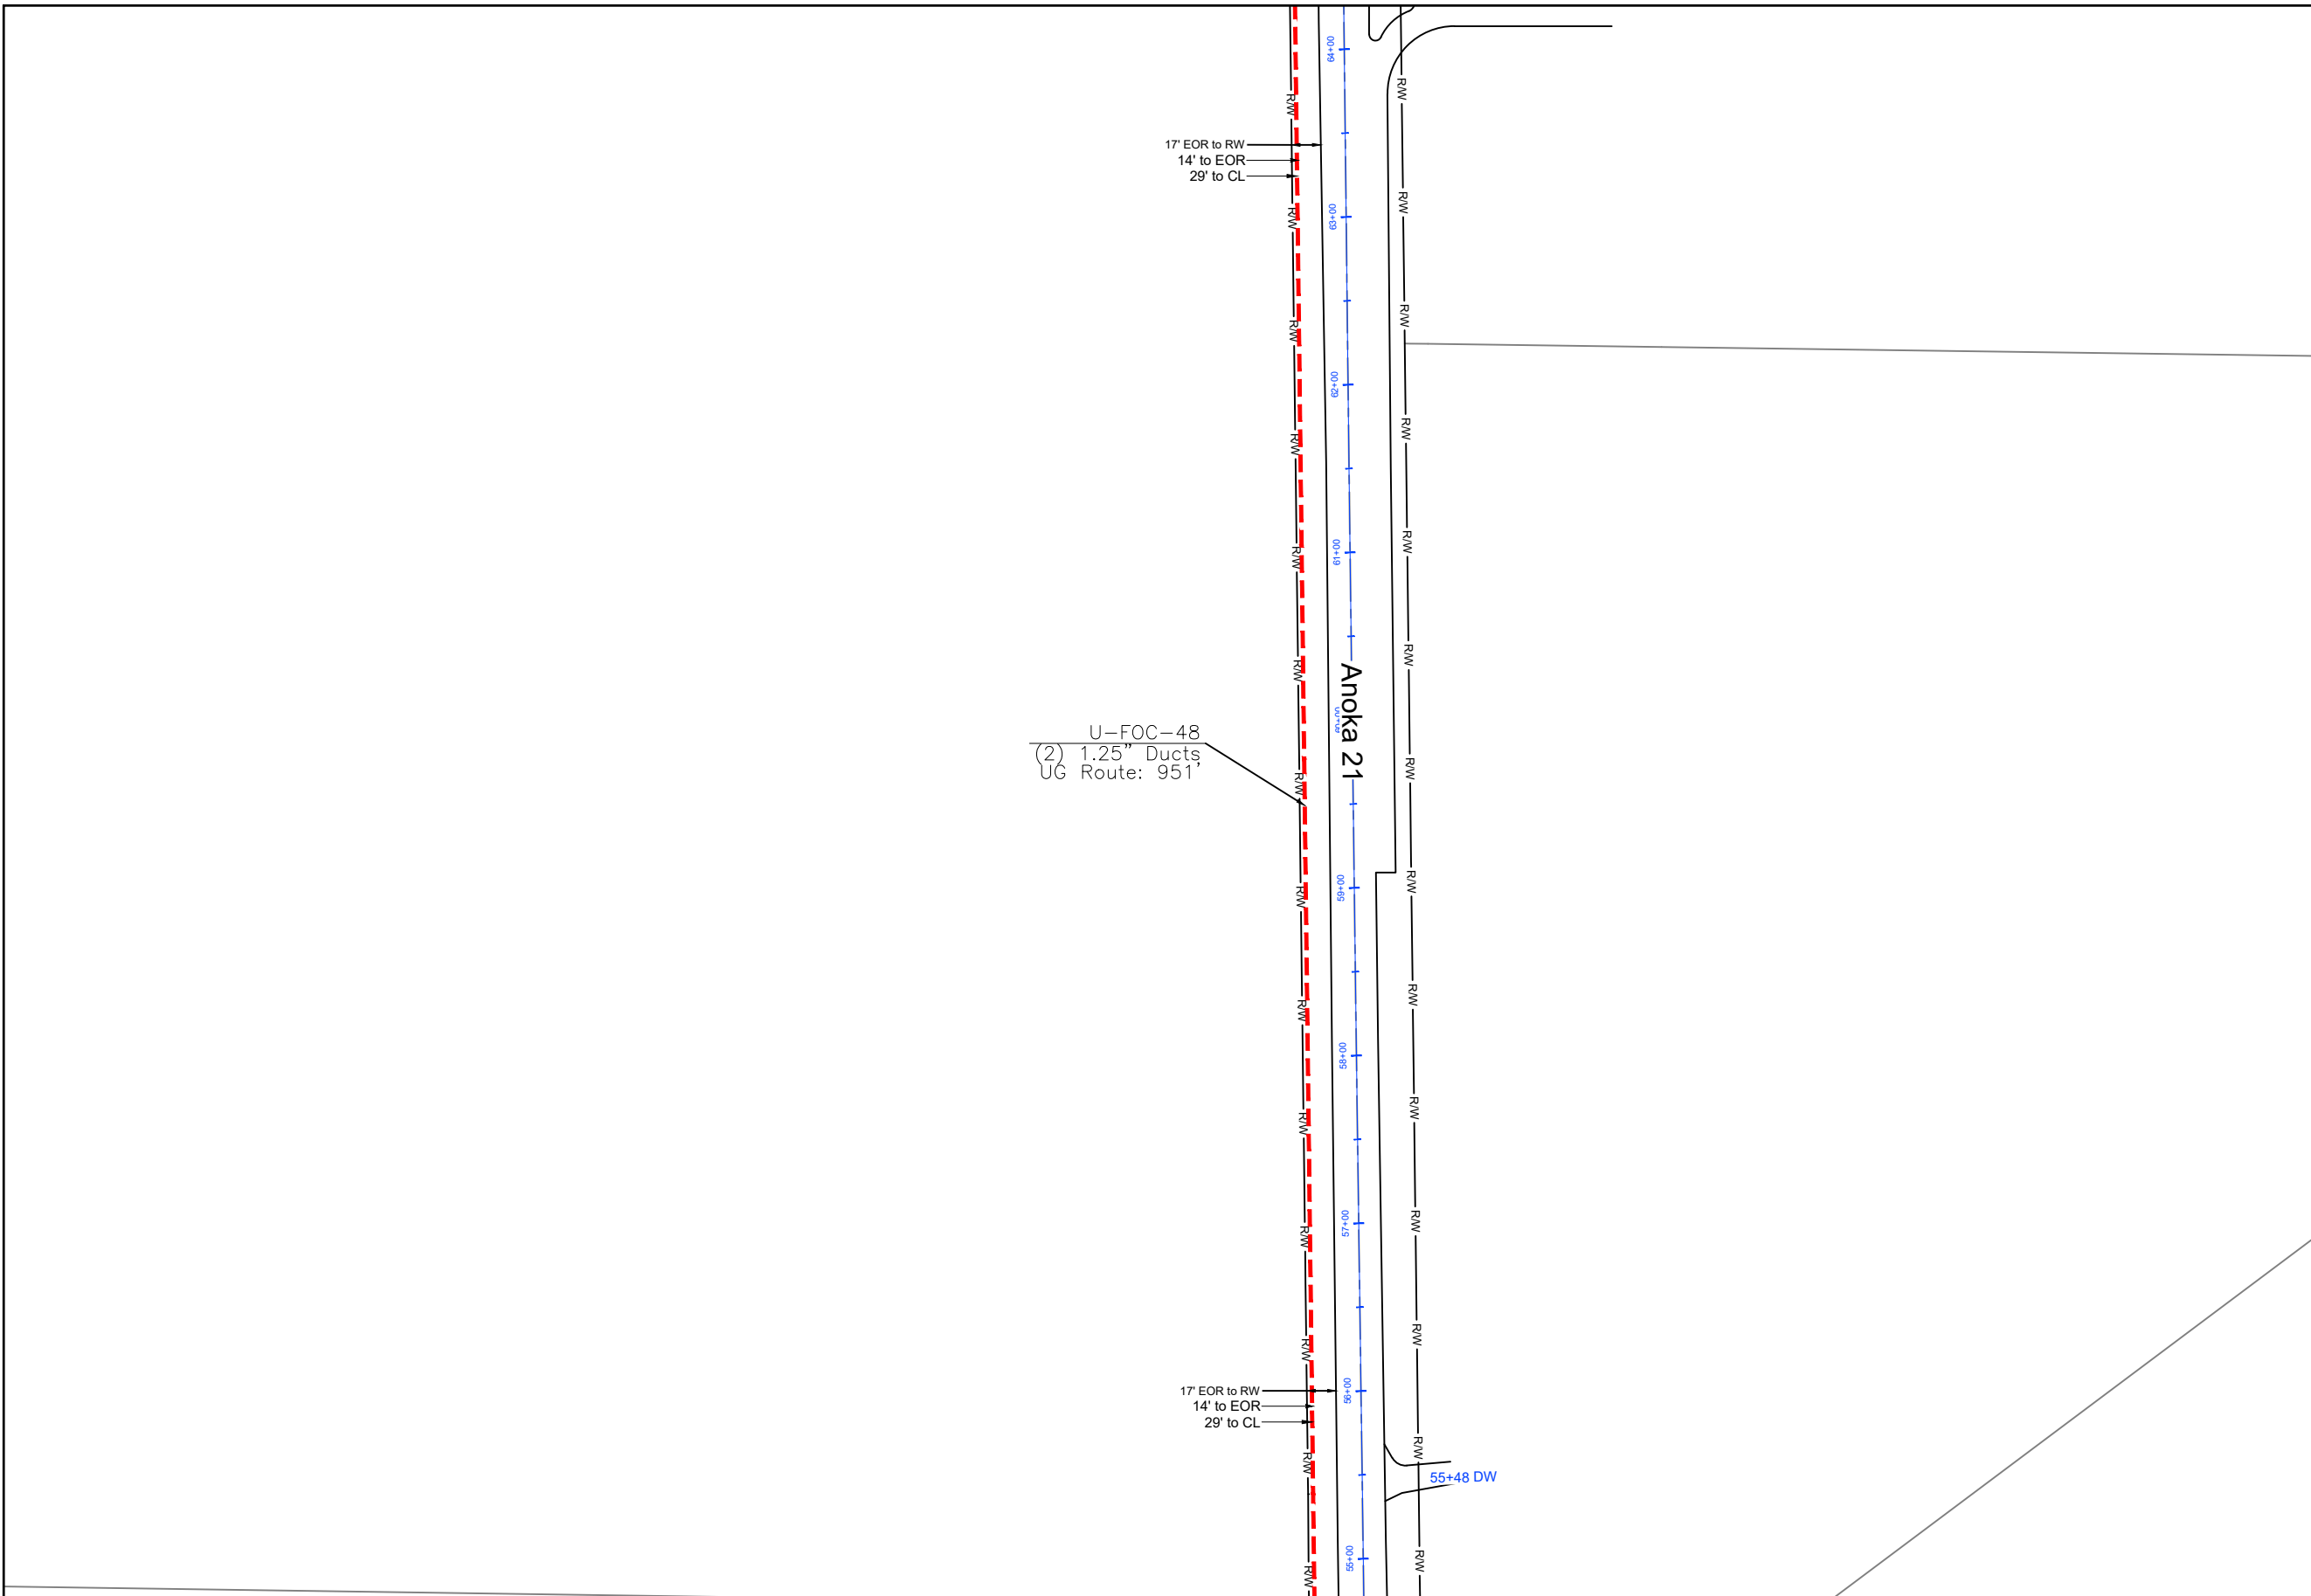 64+00
R/W
R/W
17' EOR to RW
14' to EOR
29' to CL
R/W
63+00
R/W
R/W
R/W
62+00
R/W
R/W
R/W
61+00
R/W
R/W
R/W
Anoka 21
R/W
U-FOC-48
(2) 1.25" Ducts
UG Route: 951'
R/W
R/W
59+00
R/W
R/W
R/W
R/W
58+00
R/W
R/W
57+00
R/W
R/W
R/W
R/W
17' EOR to RW
14' to EOR
29' to CL
56+00
R/W
R/W
55+48 DW
55+00
R/W
R/W